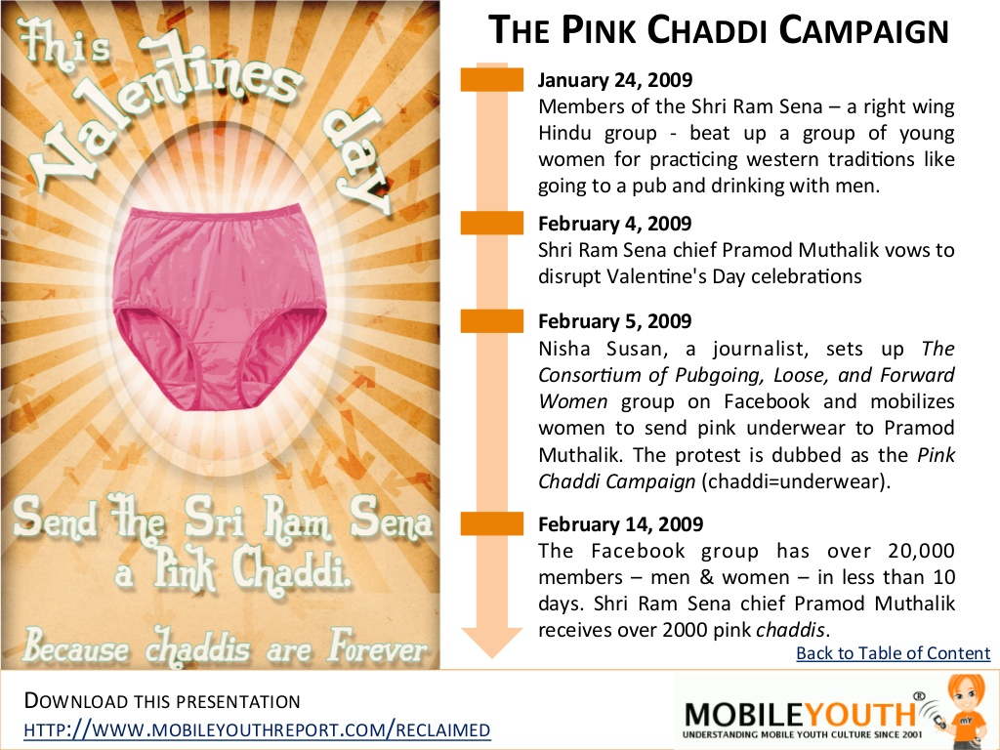 This
Valentines
day
Send the Sri Ram Sena
a Pink Chaddi.
Because chaddis are Forever
THE PINK CHADDI CAMPAIGN
January 24, 2009
Members of the Shri Ram Sena – a right wing
Hindu group - beat up a group of young
women for practicing western traditions like
going to a pub and drinking with men.
February 4, 2009
Shri Ram Sena chief Pramod Muthalik vows to
disrupt Valentine's Day celebrations
February 5, 2009
Nisha Susan, a journalist, sets up The
Consortium of Pubgoing, Loose, and Forward
Women group on Facebook and mobilizes
women to send pink underwear to Pramod
Muthalik. The protest is dubbed as the Pink
Chaddi Campaign (chaddi=underwear).
February 14, 2009
The Facebook group has over 20,000
members – men & women – in less than 10
days. Shri Ram Sena chief Pramod Muthalik
receives over 2000 pink chaddis.
Back to Table of Content
DOWNLOAD THIS PRESENTATION
HTTP://WWW.MOBILEYOUTHREPORT.COM/RECLAIMED
MOBILEYOUTH®
UNDERSTANDING MOBILE YOUTH CULTURE SINCE 2001
mY